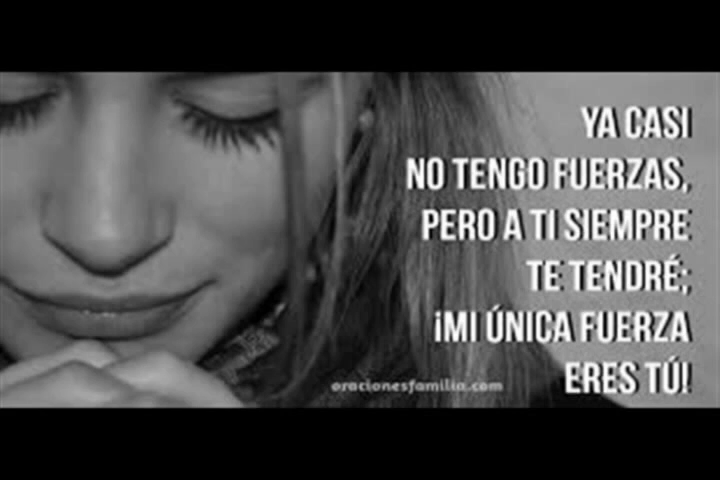 YA CASI
NO TENGO FUERZAS,
PERO A TI SIEMPRE
TE TENDRÉ;
¡MI ÚNICA FUERZA
ERES TÚ!
oracionesfamilia.com